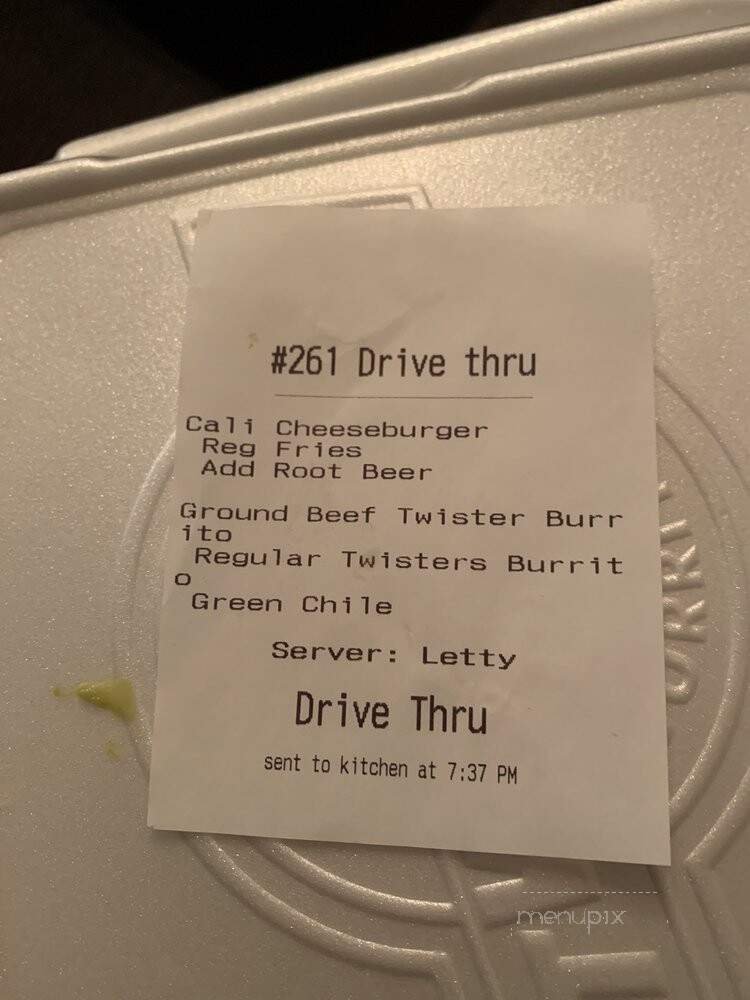 #261 Drive thru
Cali Cheeseburger
Reg Fries
Add Root Beer
Ground Beef Twister Burr
ito
Regular Twisters Burrit
o
Green Chile
Server: Letty
Drive Thru
sent to kitchen at 7:37 PM
menupix